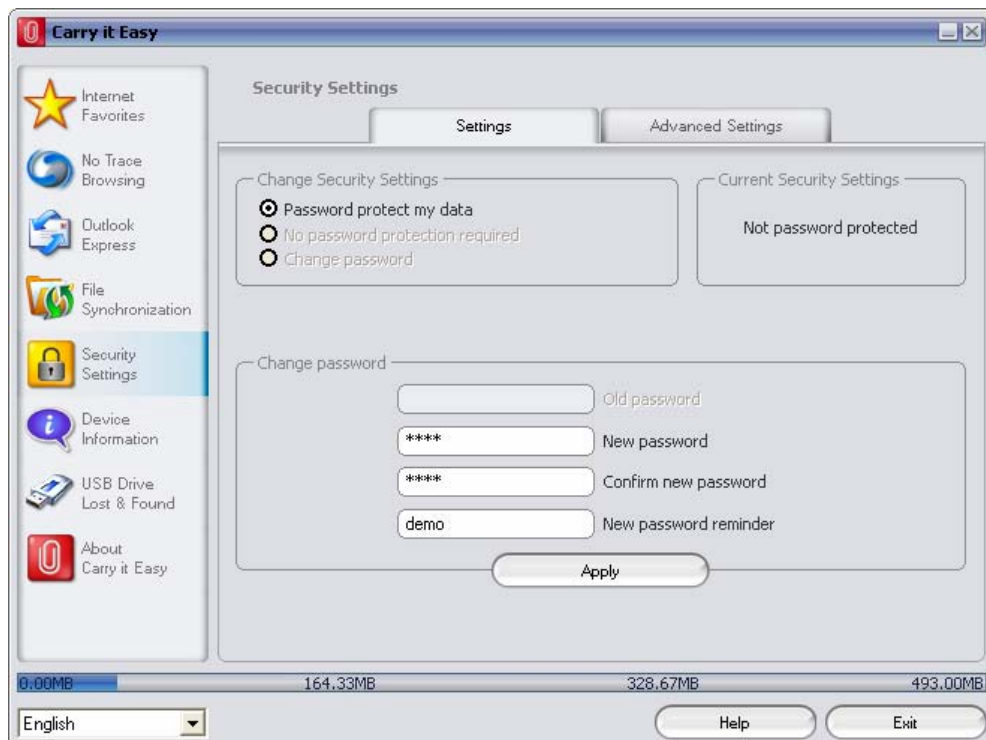 Carry it Easy
Internet
Favorites
No Trace
Browsing
Outlook
Express
File
Synchronization
Security
Settings
Device
Information
USB Drive
Lost & Found
About
Carry it Easy
Security Settings
Settings
Advanced Settings
Change Security Settings
Password protect my data
No password protection required
Change password
Current Security Settings
Not password protected
Change password
Old password
**** New password
**** Confirm new password
demo New password reminder
Apply
0.00MB 164.33MB 328.67MB 493.00MB
English
Help
Exit